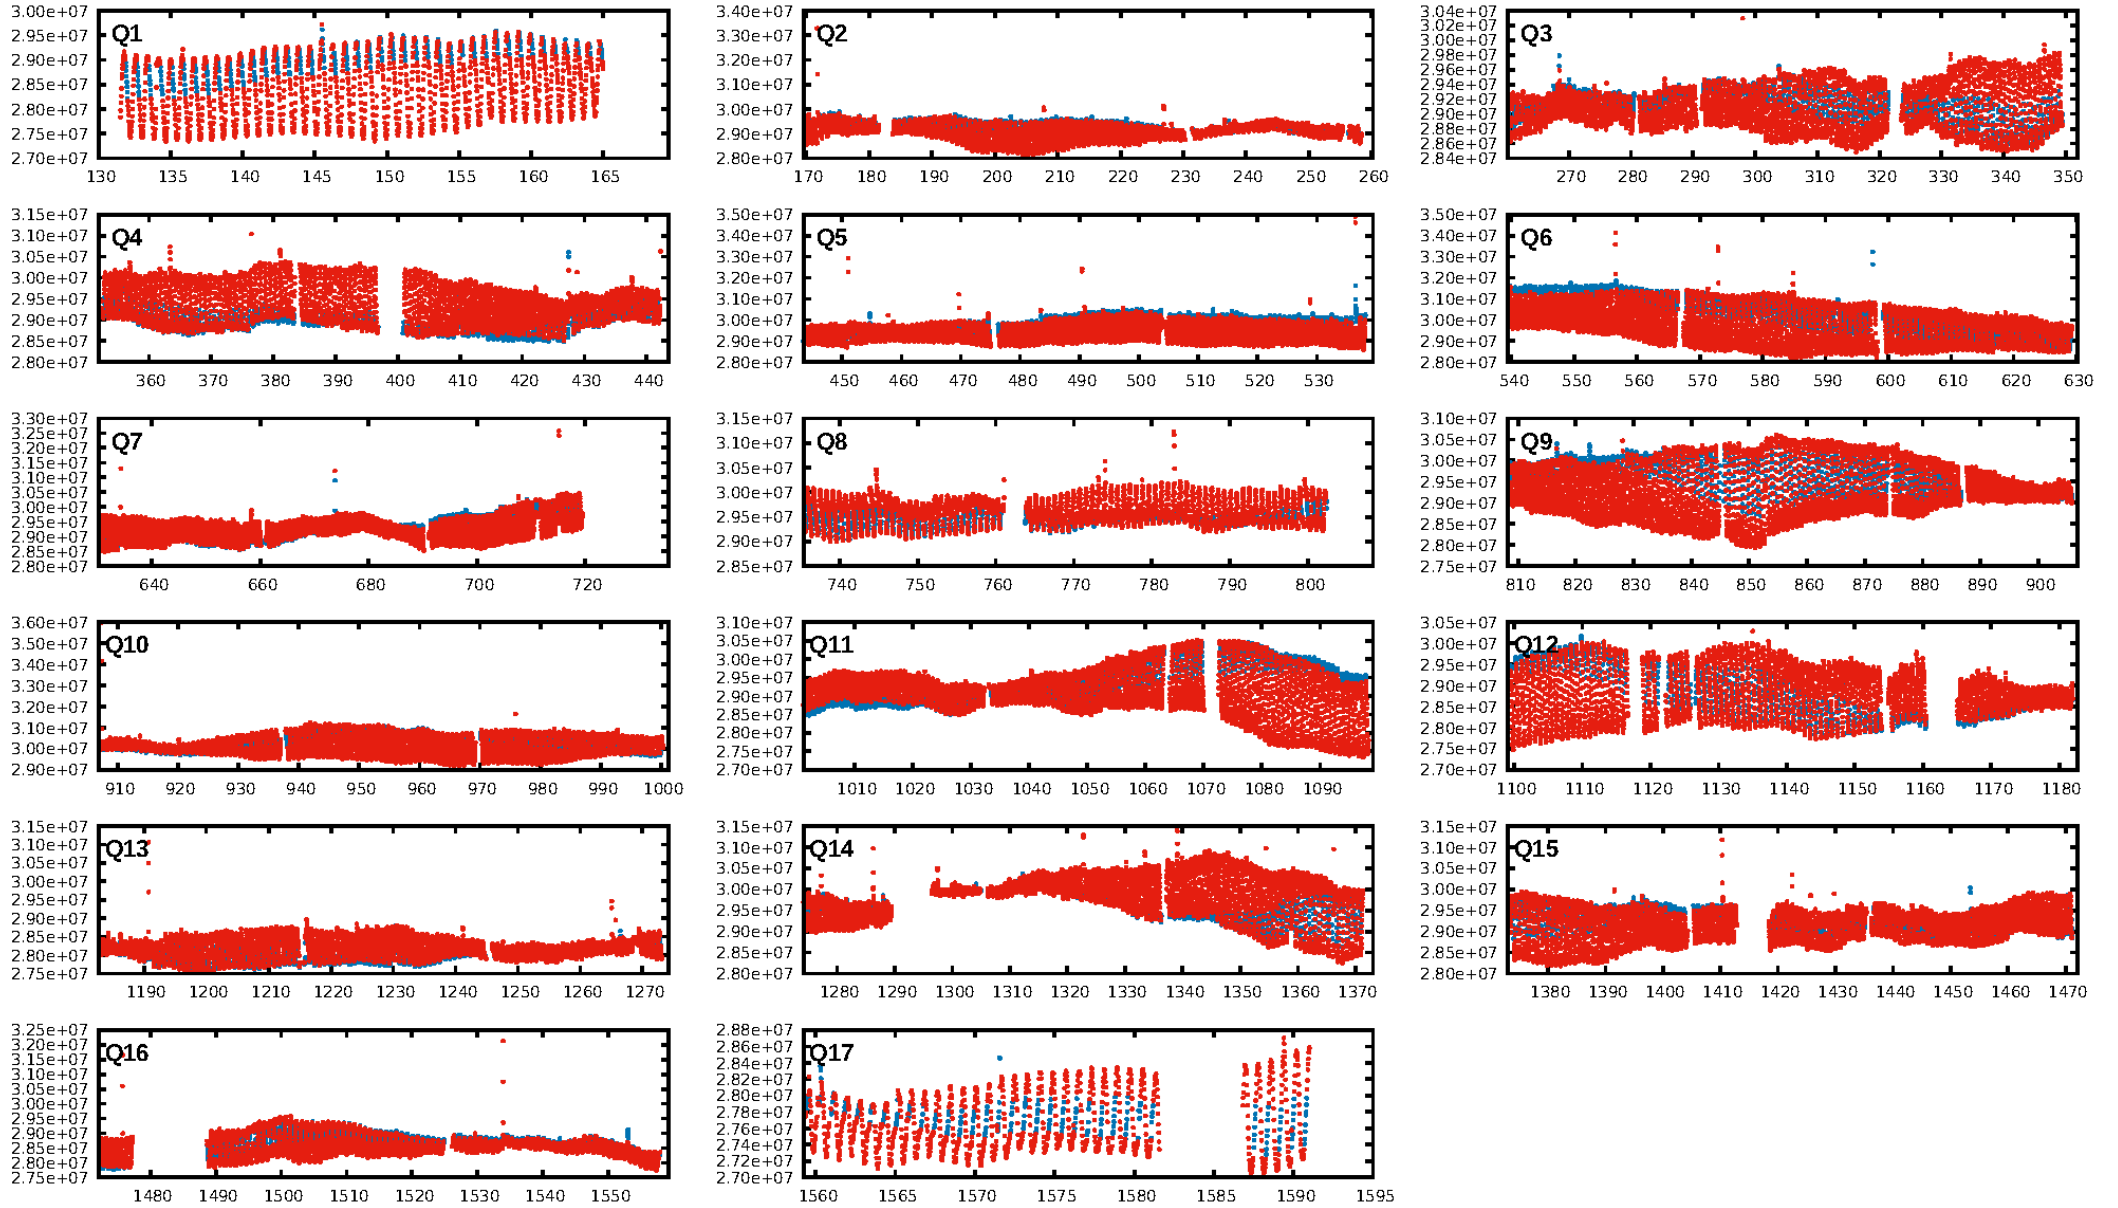 Q1
3.00e+07
2.95e+07
2.90e+07
2.85e+07
2.80e+07
2.75e+07
2.70e+07
130 135 140 145 150 155 160 165
Q2
3.40e+07
3.30e+07
3.20e+07
3.10e+07
3.00e+07
2.90e+07
2.80e+07
170 180 190 200 210 220 230 240 250 260
Q3
3.04e+07
3.02e+07
3.00e+07
2.98e+07
2.96e+07
2.94e+07
2.92e+07
2.90e+07
2.88e+07
2.86e+07
2.84e+07
270 280 290 300 310 320 330 340 350
Q4
3.15e+07
3.10e+07
3.05e+07
3.00e+07
2.95e+07
2.90e+07
2.85e+07
2.80e+07
360 370 380 390 400 410 420 430 440
Q5
3.50e+07
3.40e+07
3.30e+07
3.20e+07
3.10e+07
3.00e+07
2.90e+07
2.80e+07
450 460 470 480 490 500 510 520 530
Q6
3.50e+07
3.40e+07
3.30e+07
3.20e+07
3.10e+07
3.00e+07
2.90e+07
2.80e+07
540 550 560 570 580 590 600 610 620 630
Q7
3.30e+07
3.25e+07
3.20e+07
3.15e+07
3.10e+07
3.05e+07
3.00e+07
2.95e+07
2.90e+07
2.85e+07
2.80e+07
640 660 680 700 720
Q8
3.15e+07
3.10e+07
3.05e+07
3.00e+07
2.95e+07
2.90e+07
2.85e+07
740 750 760 770 780 790 800
Q9
3.10e+07
3.05e+07
3.00e+07
2.95e+07
2.90e+07
2.85e+07
2.80e+07
2.75e+07
810 820 830 840 850 860 870 880 890 900
Q10
3.60e+07
3.50e+07
3.40e+07
3.30e+07
3.20e+07
3.10e+07
3.00e+07
2.90e+07
910 920 930 940 950 960 970 980 990 1000
Q11
3.10e+07
3.05e+07
3.00e+07
2.95e+07
2.90e+07
2.85e+07
2.80e+07
2.75e+07
2.70e+07
1010 1020 1030 1040 1050 1060 1070 1080 1090
Q12
3.05e+07
3.00e+07
2.95e+07
2.90e+07
2.85e+07
2.80e+07
2.75e+07
2.70e+07
1100 1110 1120 1130 1140 1150 1160 1170 1180
Q13
3.15e+07
3.10e+07
3.05e+07
3.00e+07
2.95e+07
2.90e+07
2.85e+07
2.80e+07
2.75e+07
1190 1200 1210 1220 1230 1240 1250 1260 1270
Q14
3.15e+07
3.10e+07
3.05e+07
3.00e+07
2.95e+07
2.90e+07
2.85e+07
2.80e+07
1280 1290 1300 1310 1320 1330 1340 1350 1360 1370
Q15
3.15e+07
3.10e+07
3.05e+07
3.00e+07
2.95e+07
2.90e+07
2.85e+07
2.80e+07
1380 1390 1400 1410 1420 1430 1440 1450 1460 1470
Q16
3.25e+07
3.20e+07
3.15e+07
3.10e+07
3.05e+07
3.00e+07
2.95e+07
2.90e+07
2.85e+07
2.80e+07
2.75e+07
1480 1490 1500 1510 1520 1530 1540 1550
Q17
2.88e+07
2.86e+07
2.84e+07
2.82e+07
2.80e+07
2.78e+07
2.76e+07
2.74e+07
2.72e+07
2.70e+07
1560 1565 1570 1575 1580 1585 1590 1595